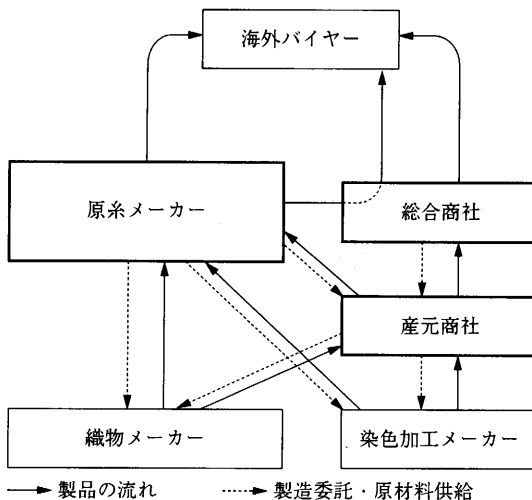 海外バイヤー
原糸メーカー
総合商社
産元商社
織物メーカー
染色加工メーカー
製品の流れ
製造委託・原材料供給